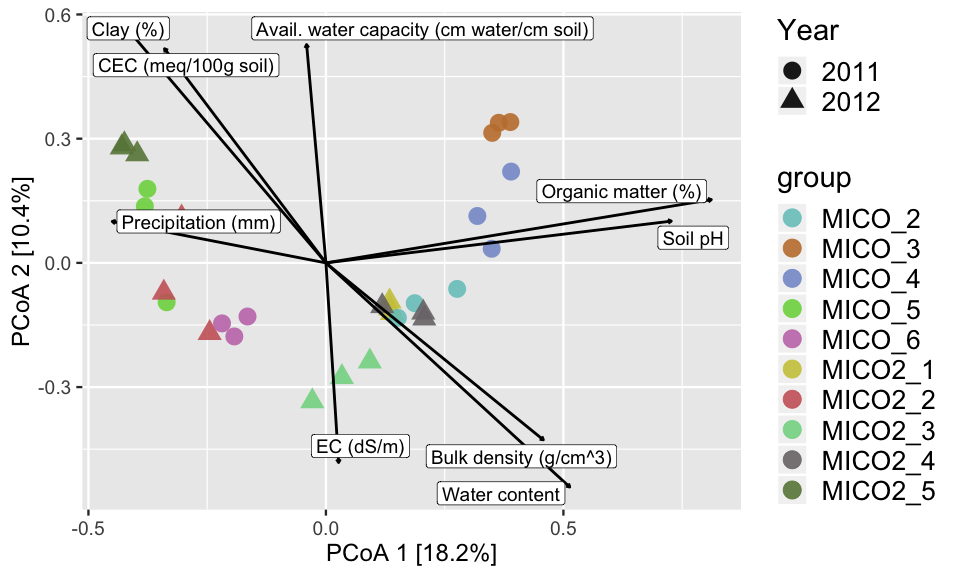 0.6
0.3
0.0
-0.3
-0.5
0.0
0.5
PCoA 2 [10.4%]
PCoA 1 [18.2%]
Clay (%)
Avail. water capacity (cm water/cm soil)
CEC (meq/100g soil)
Organic matter (%)
Precipitation (mm)
Soil pH
EC (dS/m)
Bulk density (g/cm^3)
Water content
Year
2011
2012
group
MICO_2
MICO_3
MICO_4
MICO_5
MICO_6
MICO2_1
MICO2_2
MICO2_3
MICO2_4
MICO2_5